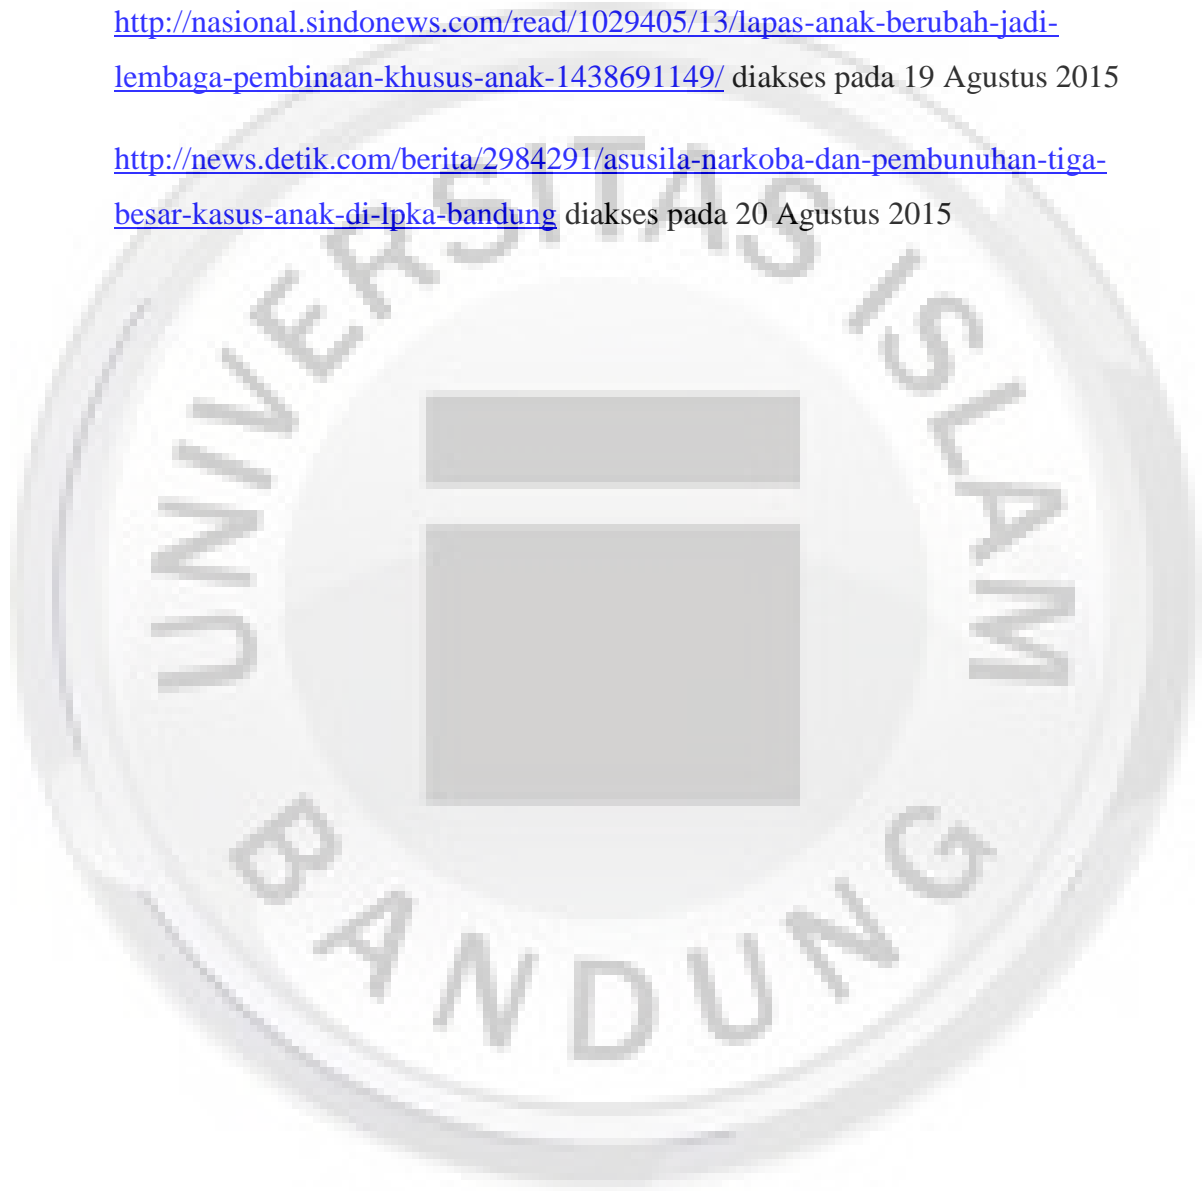 http://nasional.sindonews.com/read/1029405/13/lapas-anak-berubah-jadi-
lembaga-pembinaan-khusus-anak-1438691149/ diakses pada 19 Agustus 2015
http://news.detik.com/berita/2984291/asusila-narkoba-dan-pembunuhan-tiga-
besar-kasus-anak-di-lpka-bandung diakses pada 20 Agustus 2015
UNIVERSITAS ISLAM
BANDUNG